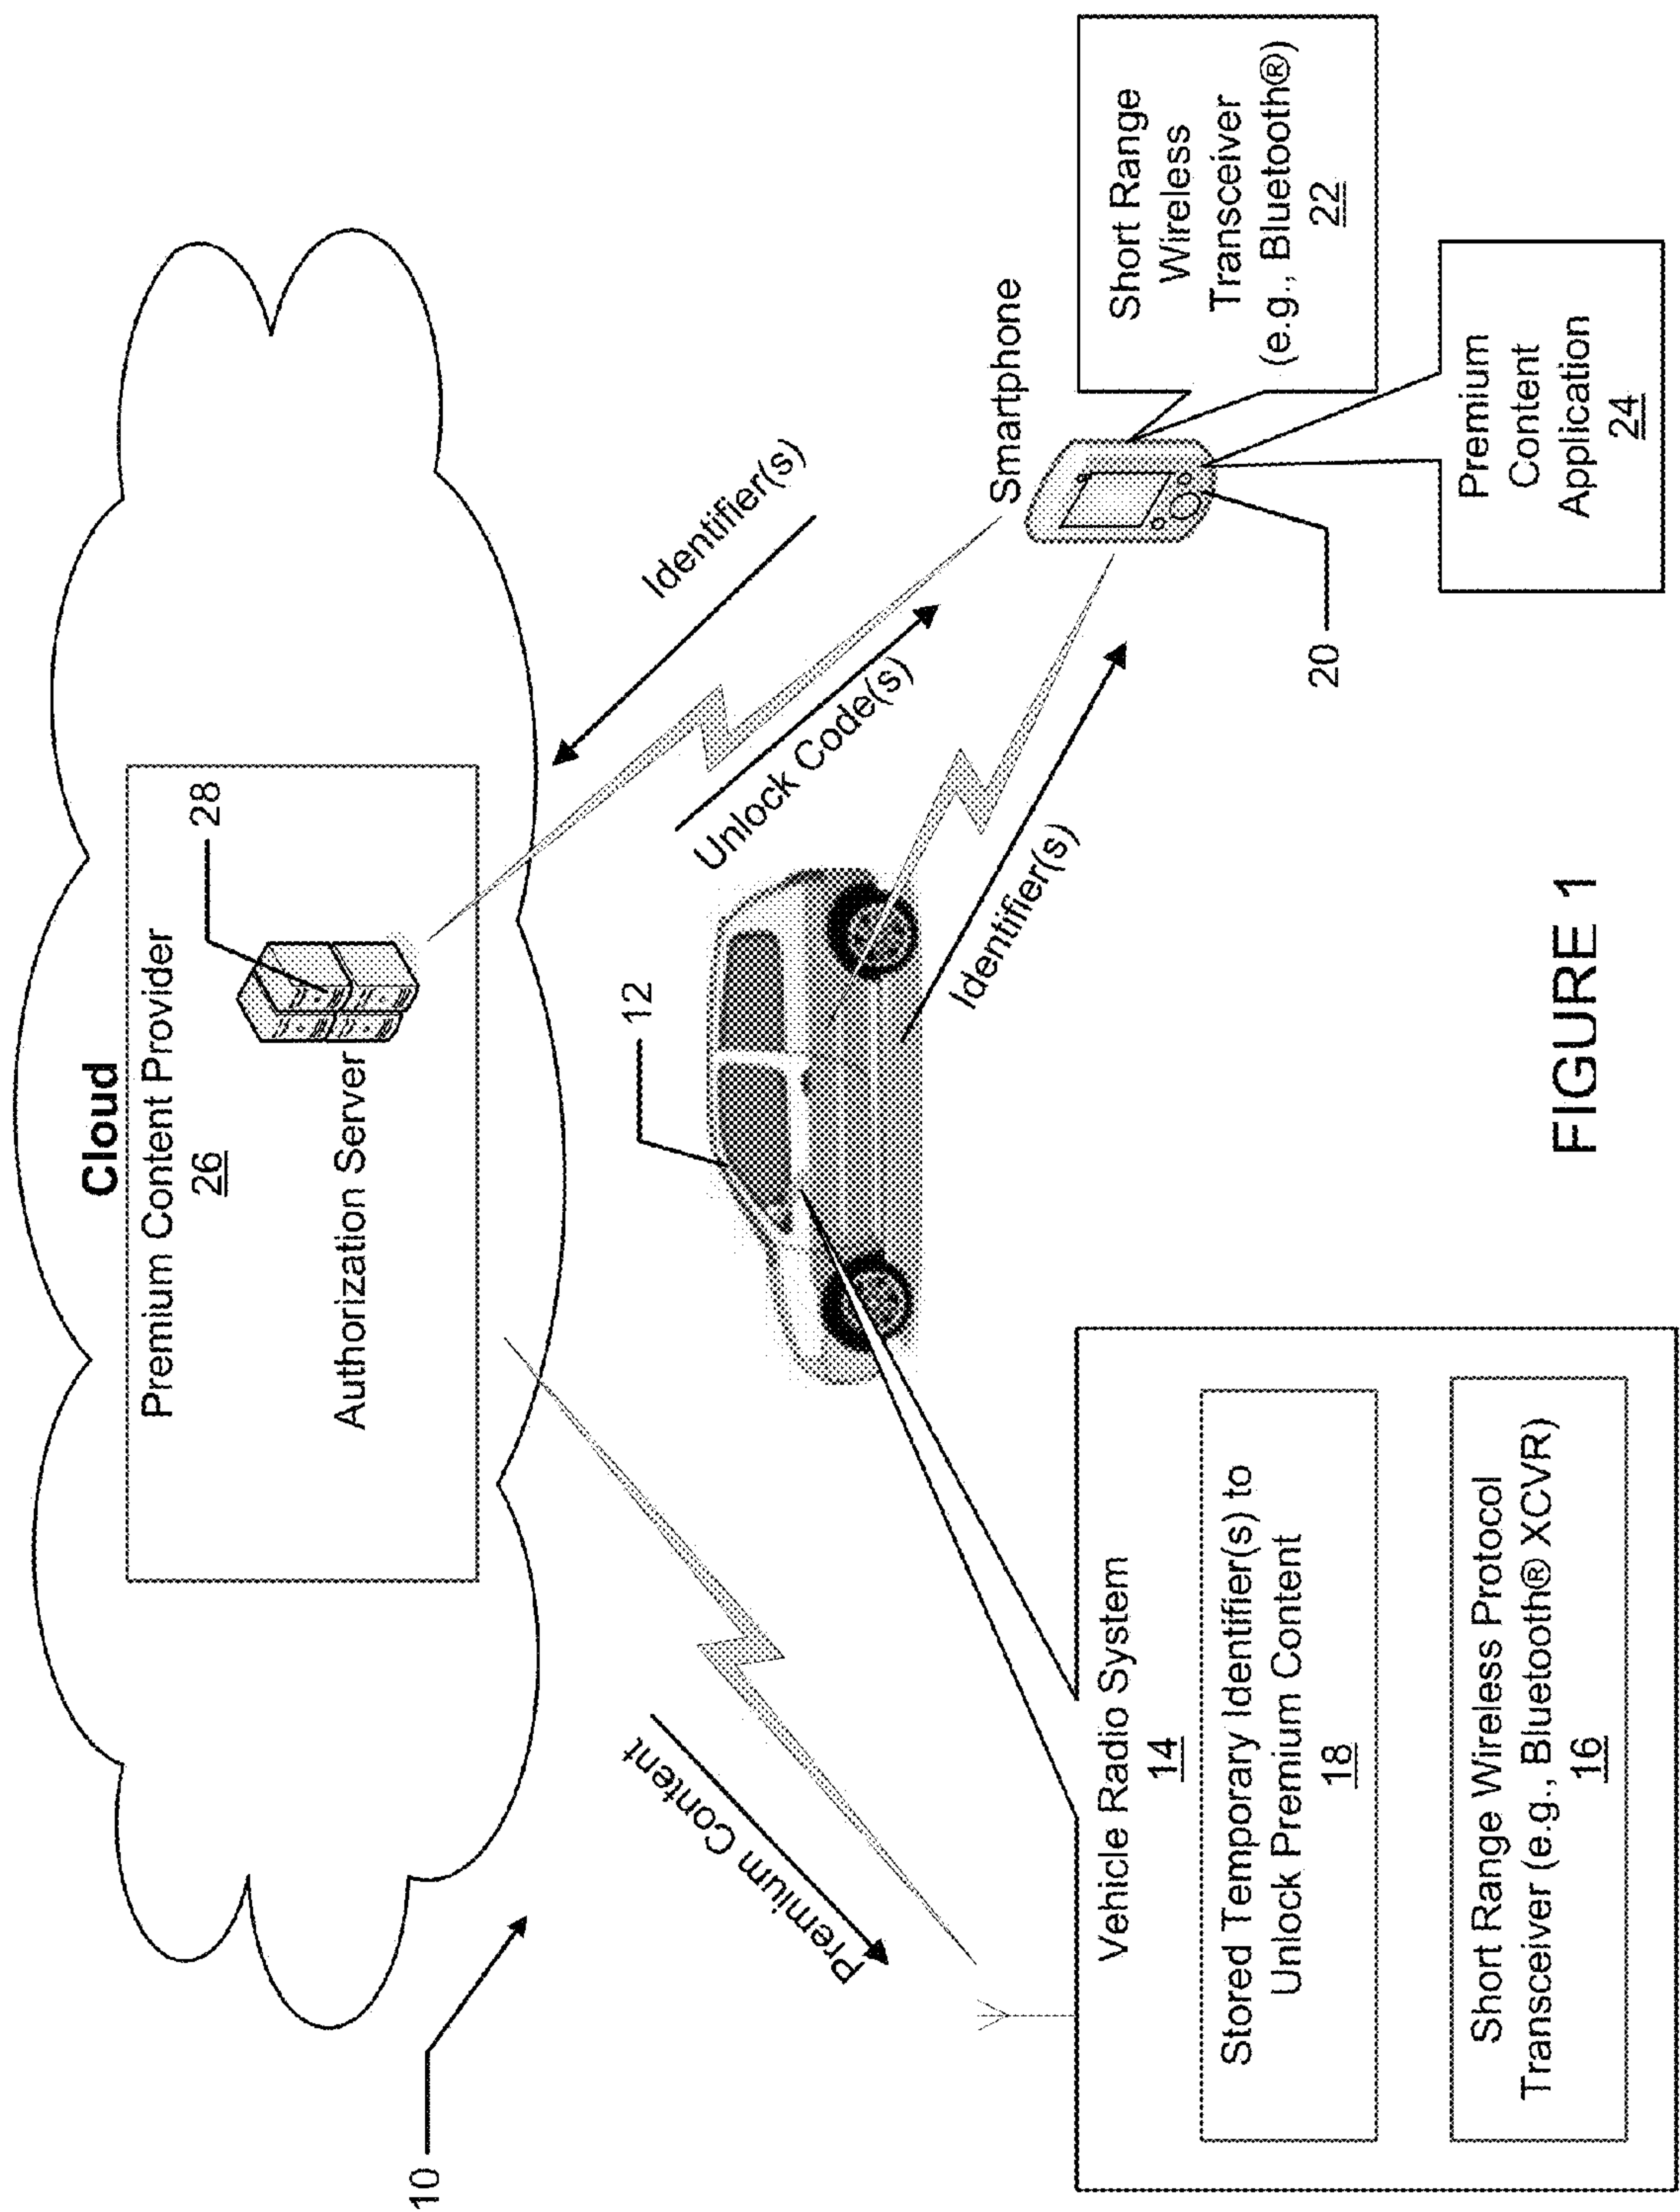 10
Cloud
Premium Content Provider
26
28
Authorization Server
Premium Content
12
Identifier(s)
Unlock Code(s)
Identifier(s)
Smartphone
Vehicle Radio System
14
Stored Temporary Identifier(s) to
Unlock Premium Content
18
Short Range Wireless Protocol
Transceiver (e.g., Bluetooth® XCVR)
16
20
Short Range
Wireless
Transceiver
(e.g., Bluetooth®)
22
Premium
Content
Application
24
FIGURE 1